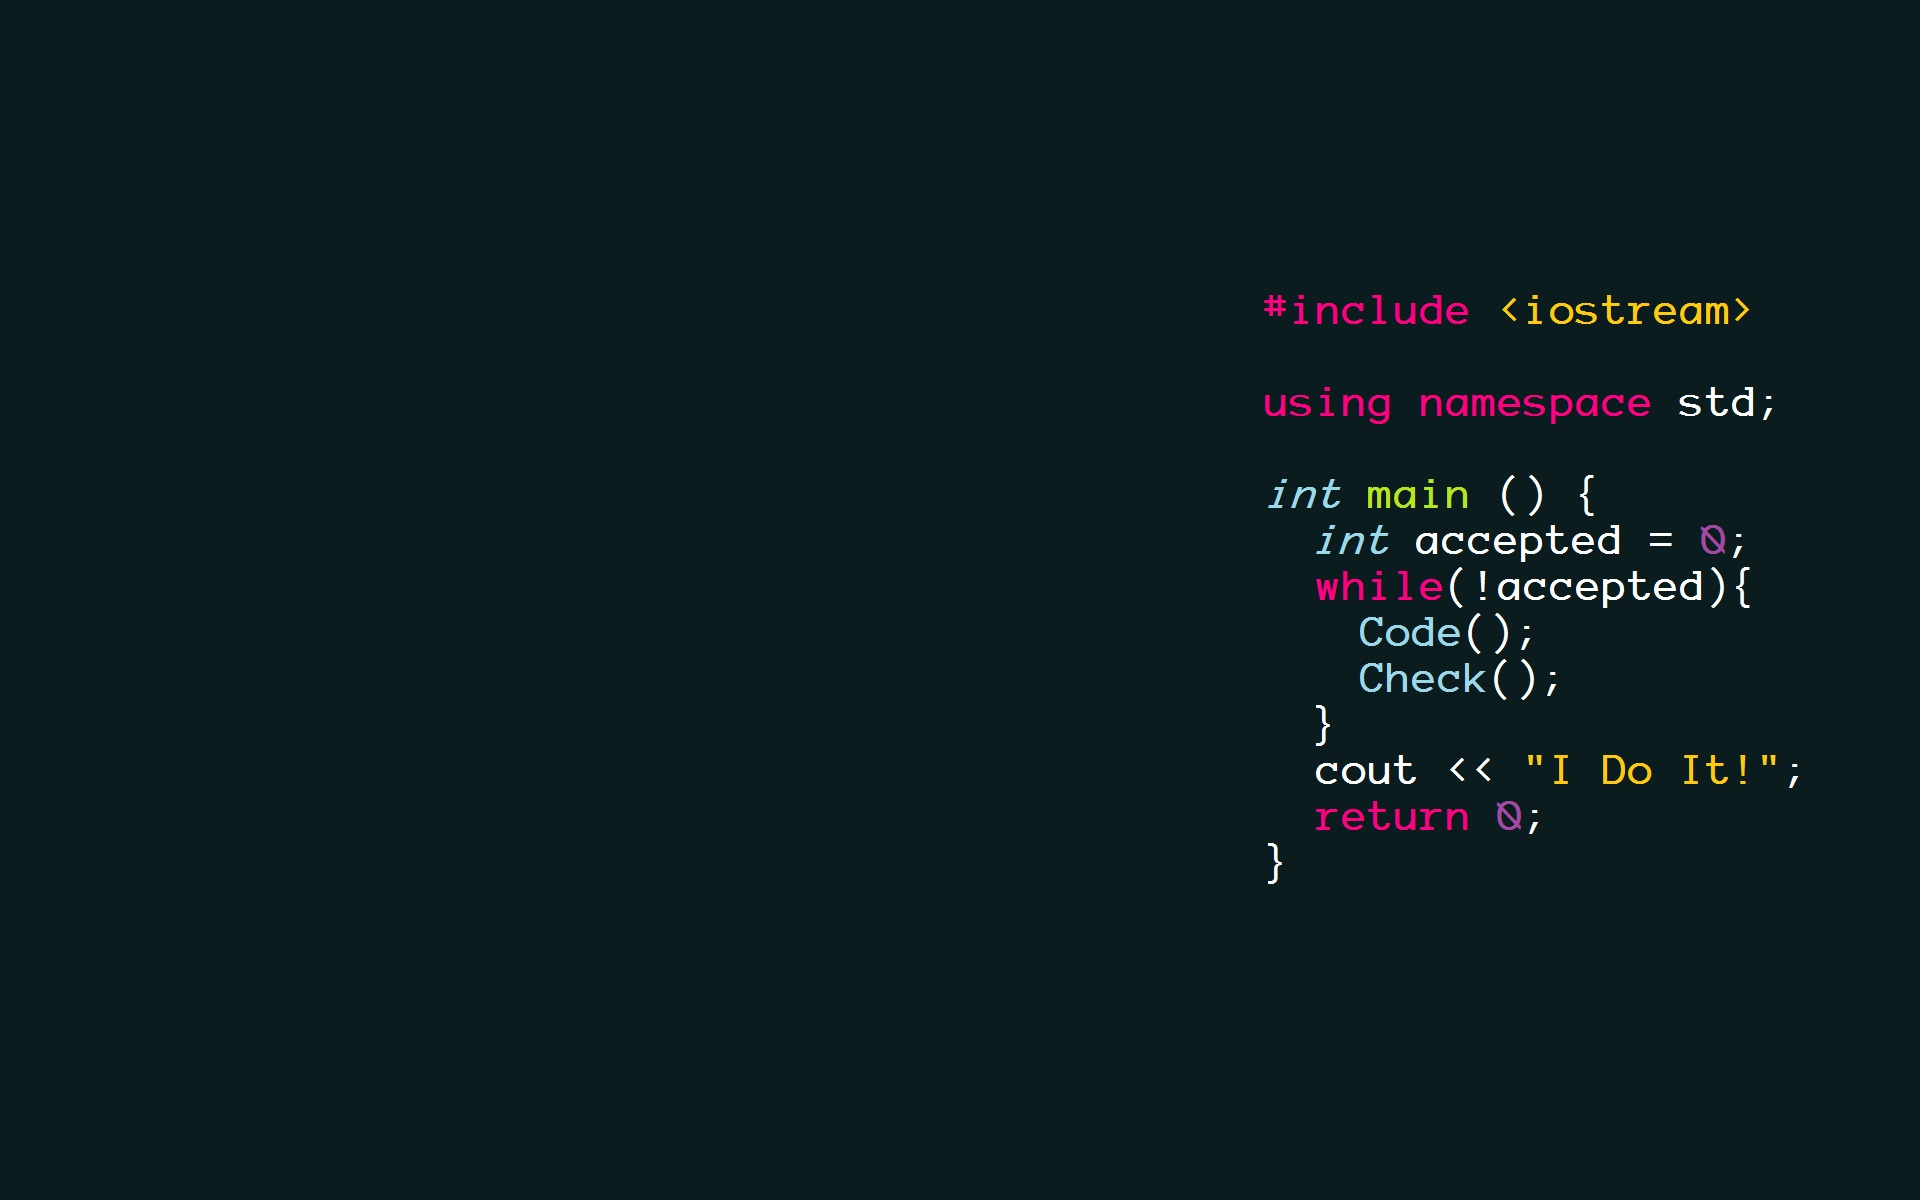 #include <iostream>

using namespace std;

int main () {
  int accepted = 0;
  while(!accepted){
    Code();
    Check();
  }
  cout << "I Do It!";
  return 0;
}